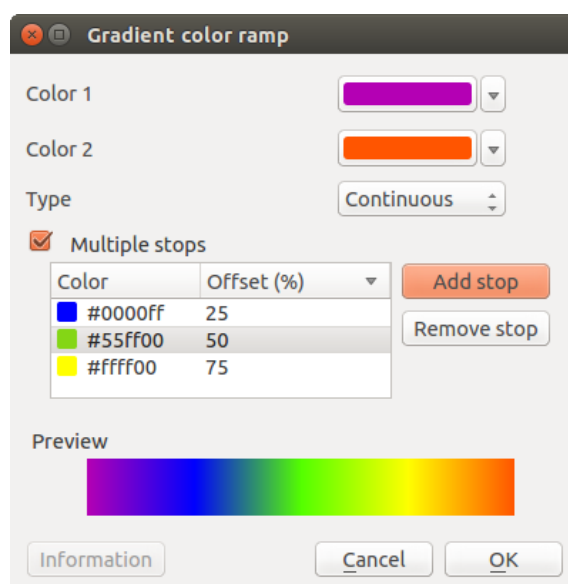 Gradient color ramp
Color 1
Color 2
Type Continuous
Multiple stops
Color Offset (%) Add stop
#0000ff 25
#55ff00 50 Remove stop
#ffff00 75
Preview
Information Cancel OK